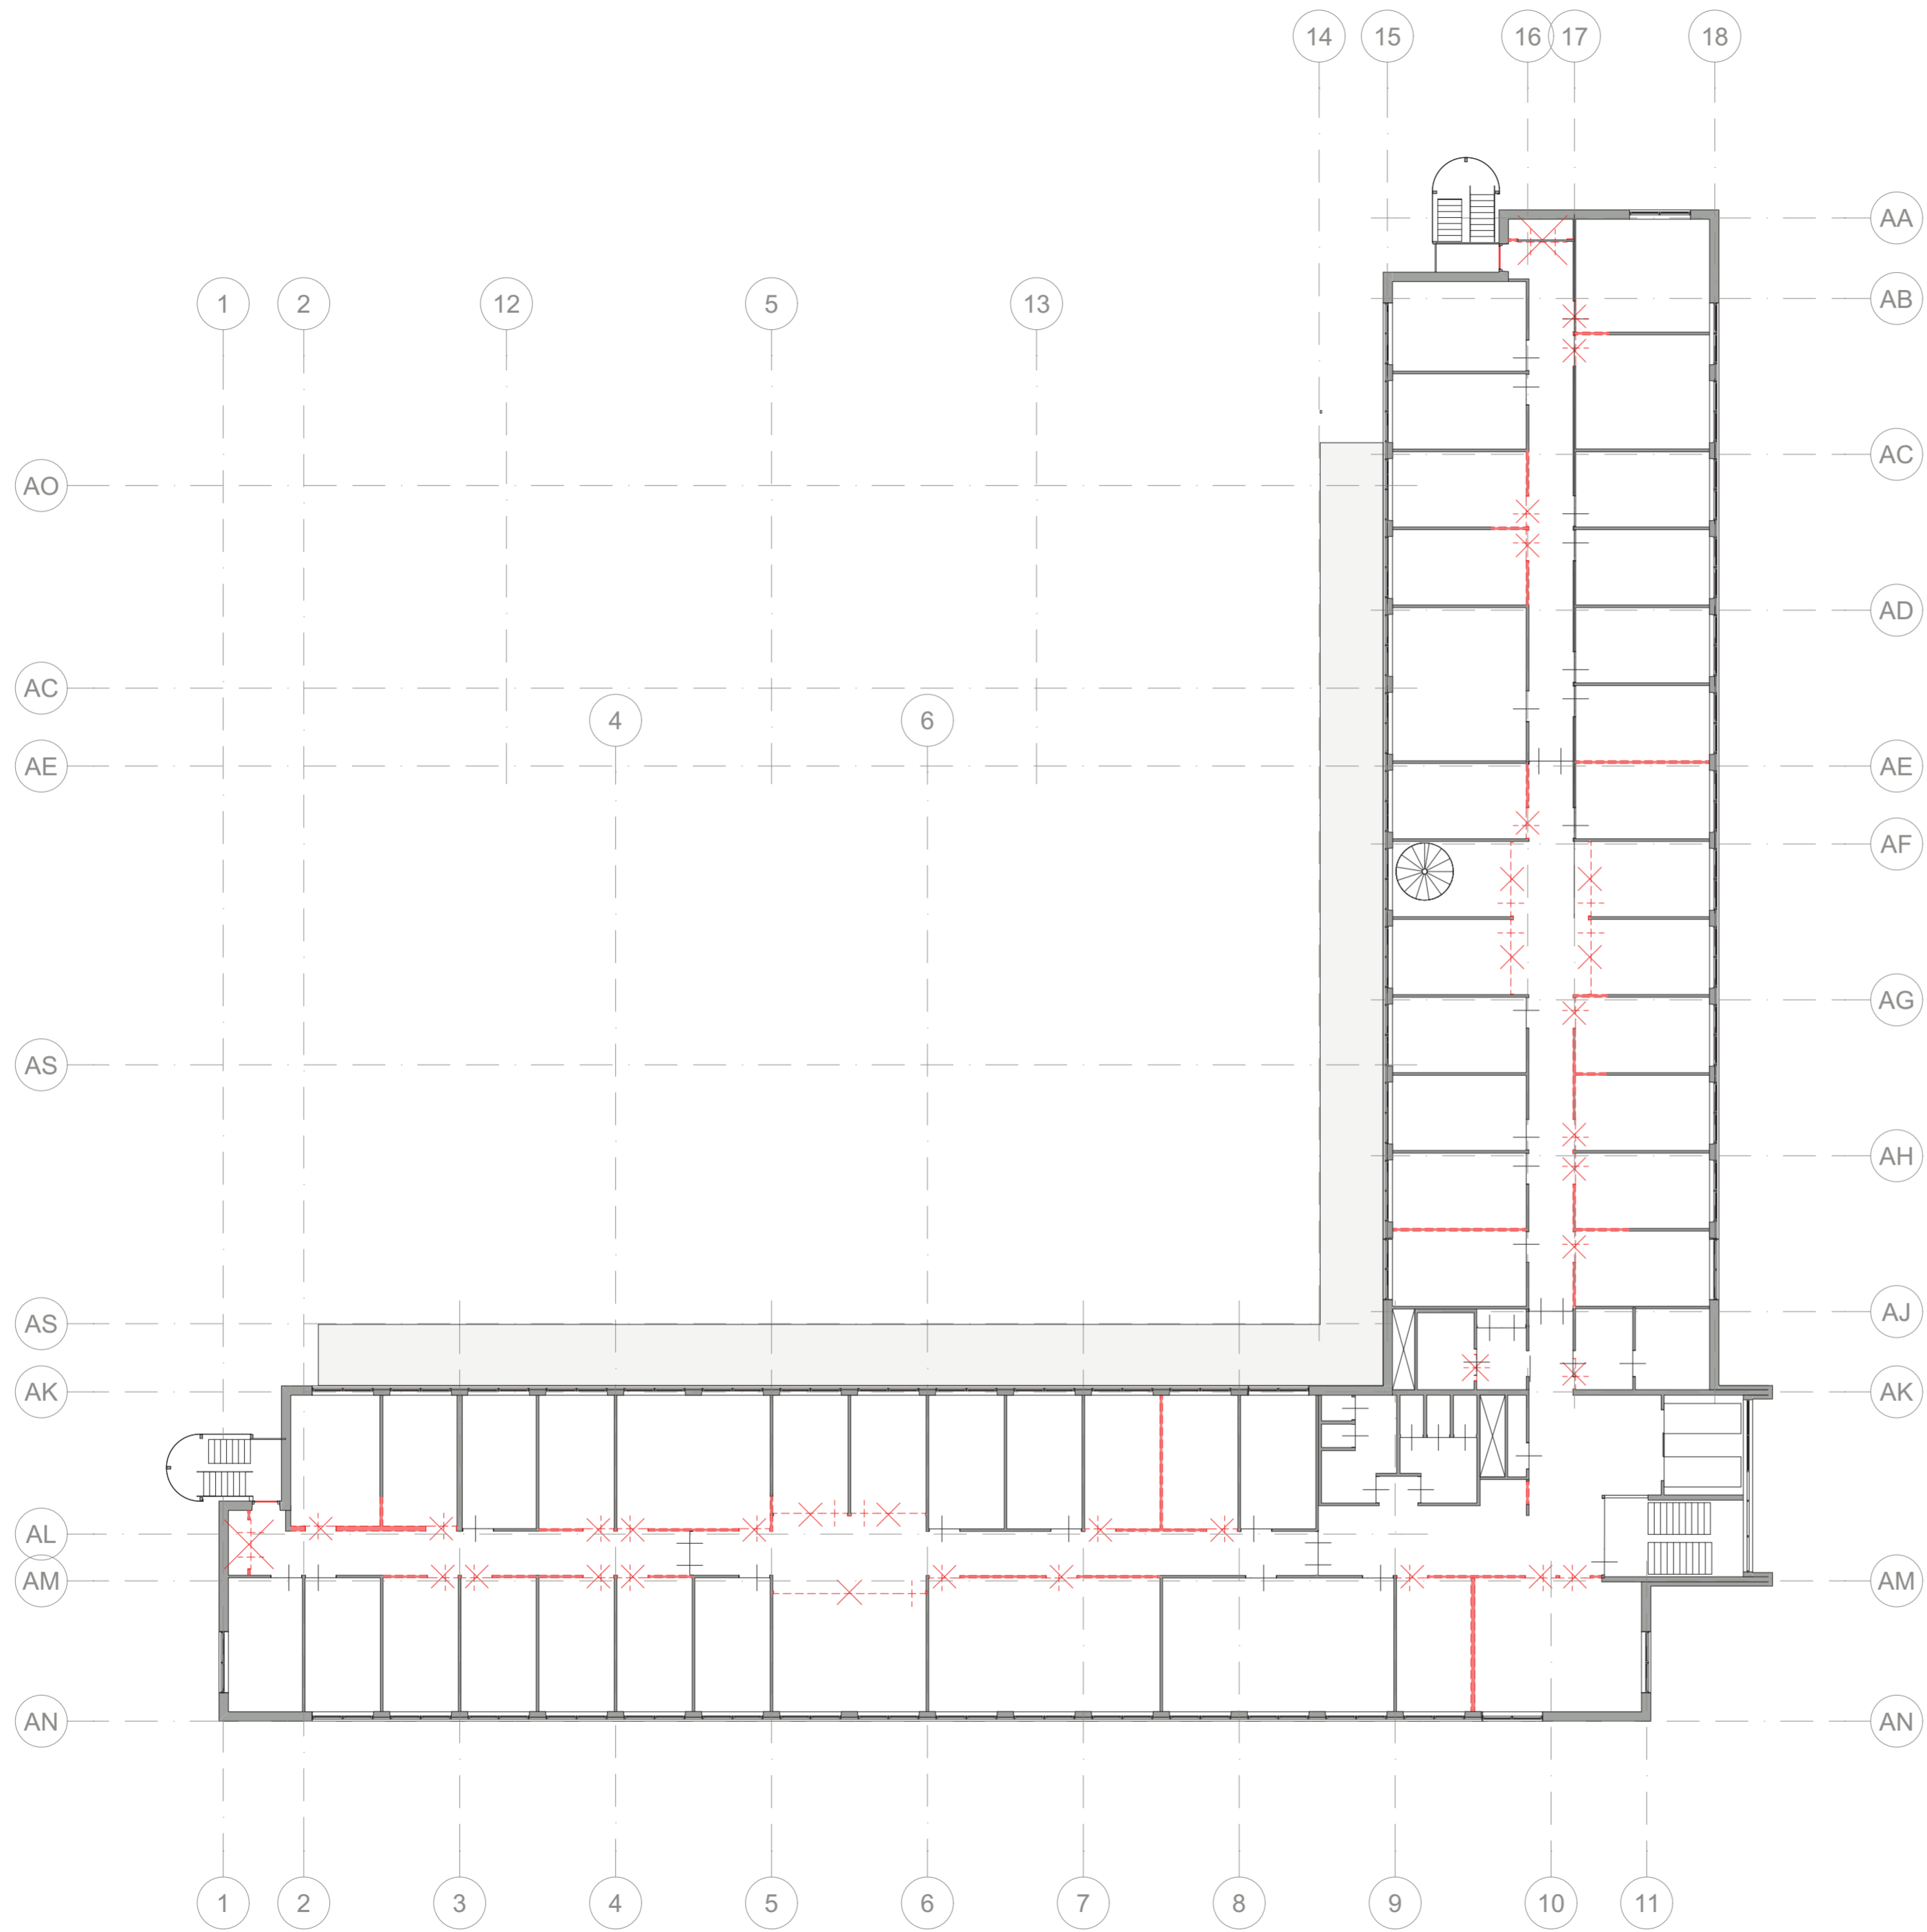 14 15 16 17 18
AA
1 2 12 5 13 AB
AC
AO
AD
AC
4 6
AE AE
AF
AG
AS
AH
AS AJ
AK AK
AL
AM AM
AN AN
1 2 3 4 5 6 7 8 9 10 11